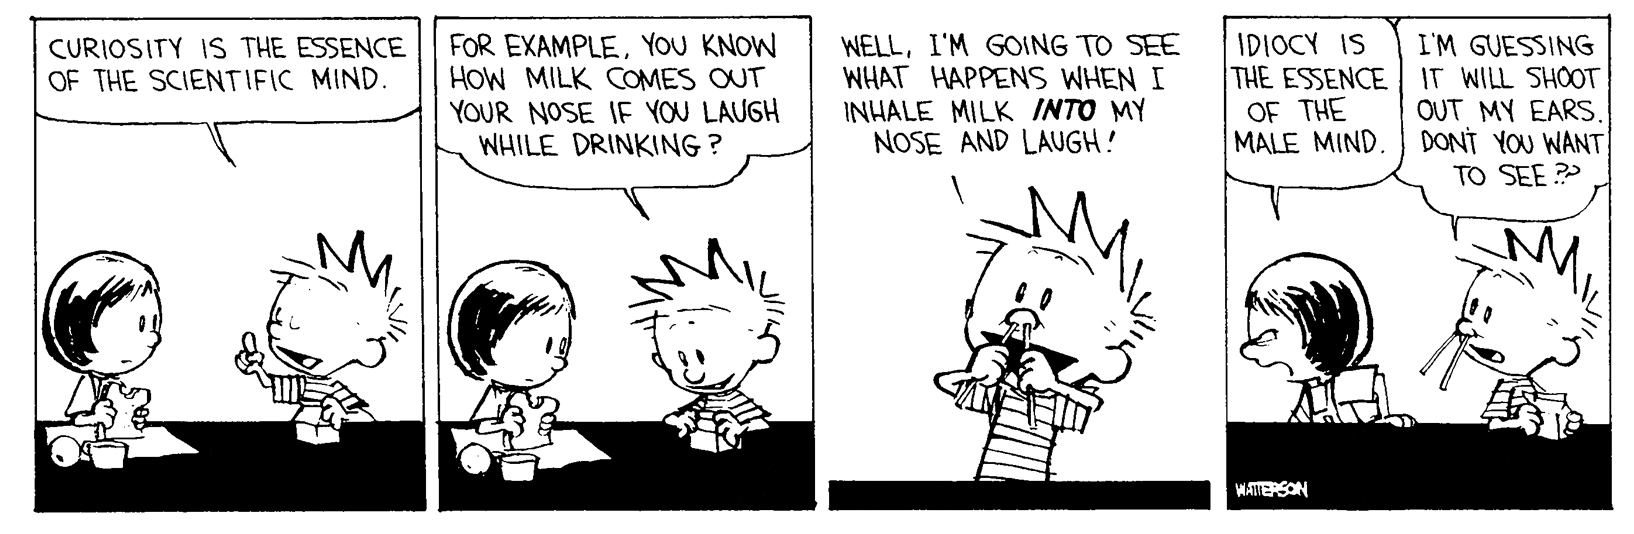 CURIOSITY IS THE ESSENCE
OF THE SCIENTIFIC MIND.
FOR EXAMPLE, YOU KNOW
HOW MILK COMES OUT
YOUR NOSE IF YOU LAUGH
WHILE DRINKING?
WELL, I'M GOING TO SEE
WHAT HAPPENS WHEN I
INHALE MILK INTO MY
NOSE AND LAUGH!
IDIOCY IS
THE ESSENCE
OF THE
MALE MIND.
I'M GUESSING
IT WILL SHOOT
OUT MY EARS.
DON'T YOU WANT
TO SEE???
WATTERSON